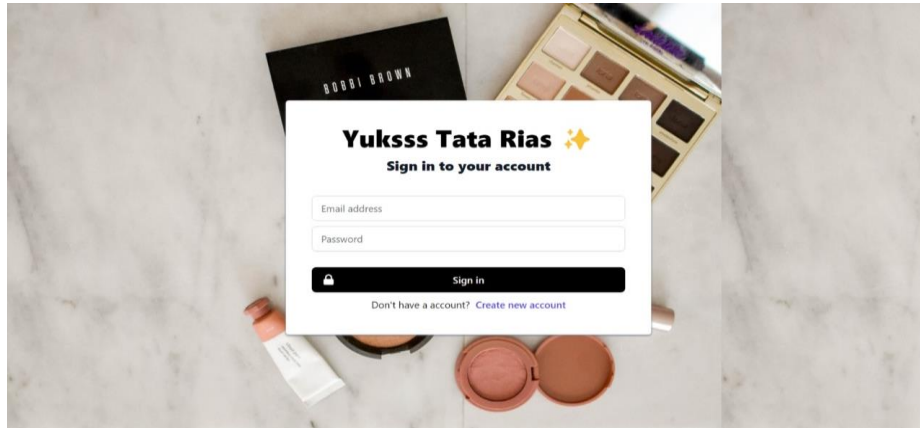 BOBBI BROWN
Yuksss Tata Rias ✨
Sign in to your account
Email address
Password
Sign in
Don't have a account? Create new account